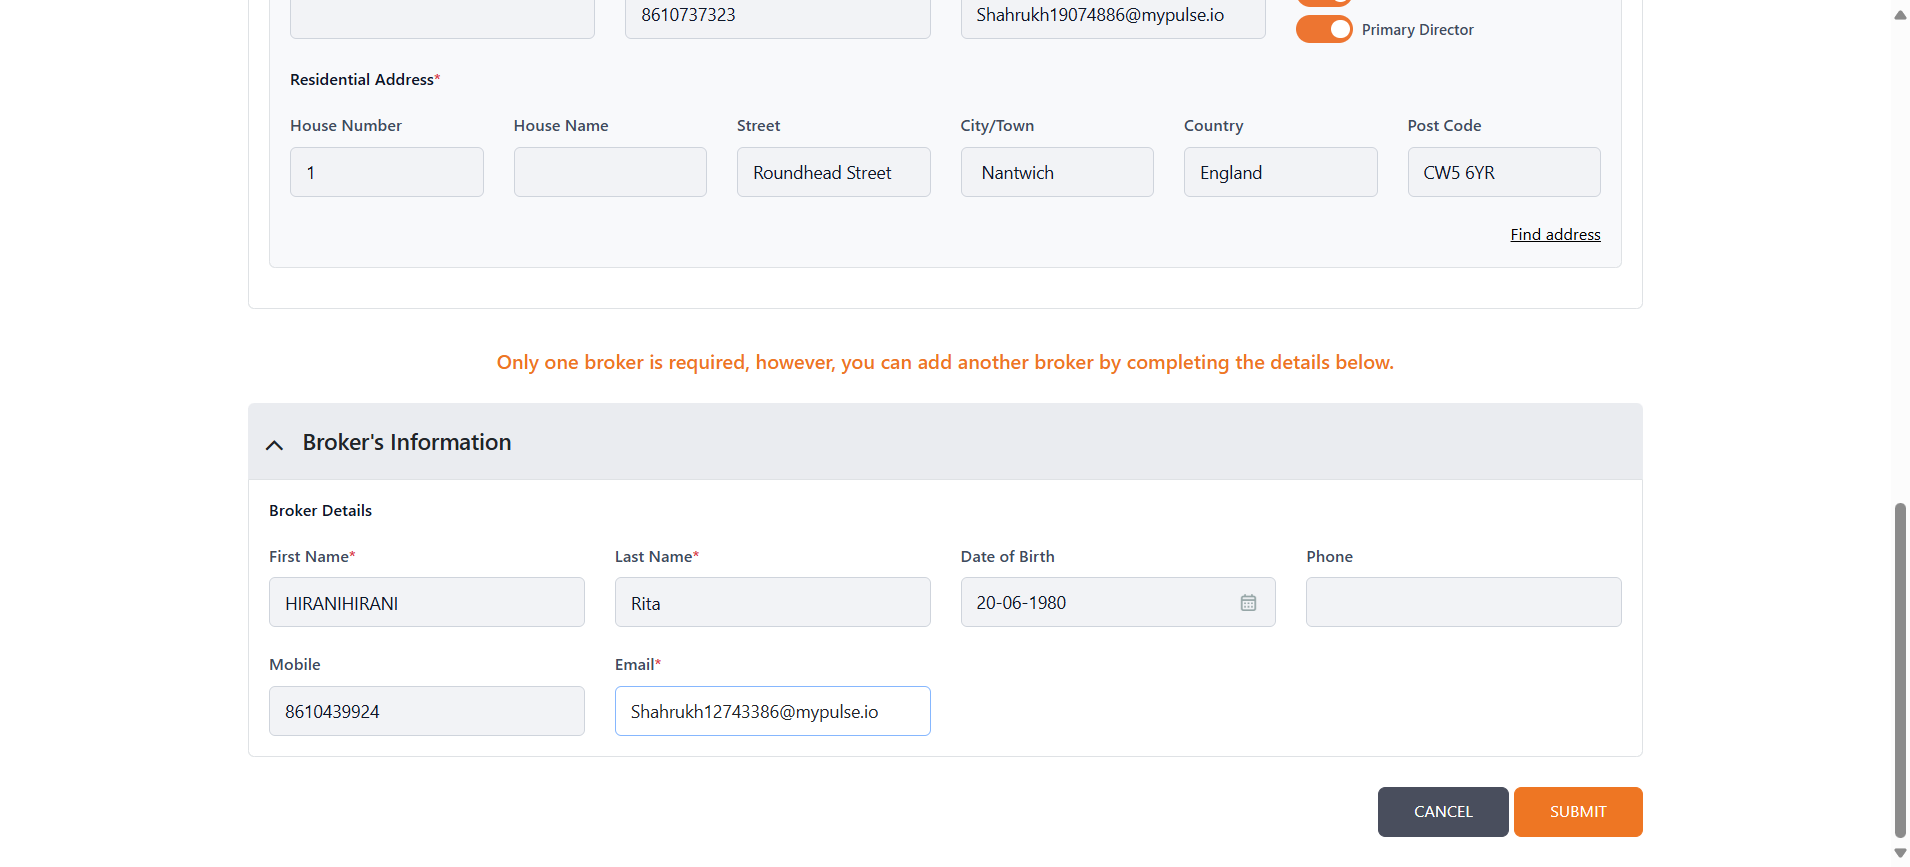 8610737323
Shahrukh19074886@mypulse.io
Primary Director
Residential Address*
House Number House Name Street City/Town Country Post Code
1 Roundhead Street Nantwich England CW5 6YR
Find address
Only one broker is required, however, you can add another broker by completing the details below.
Broker's Information
Broker Details
First Name* Last Name* Date of Birth Phone
HIRANIHIRANI Rita 20-06-1980
Mobile Email*
8610439924 Shahrukh12743386@mypulse.io
CANCEL SUBMIT